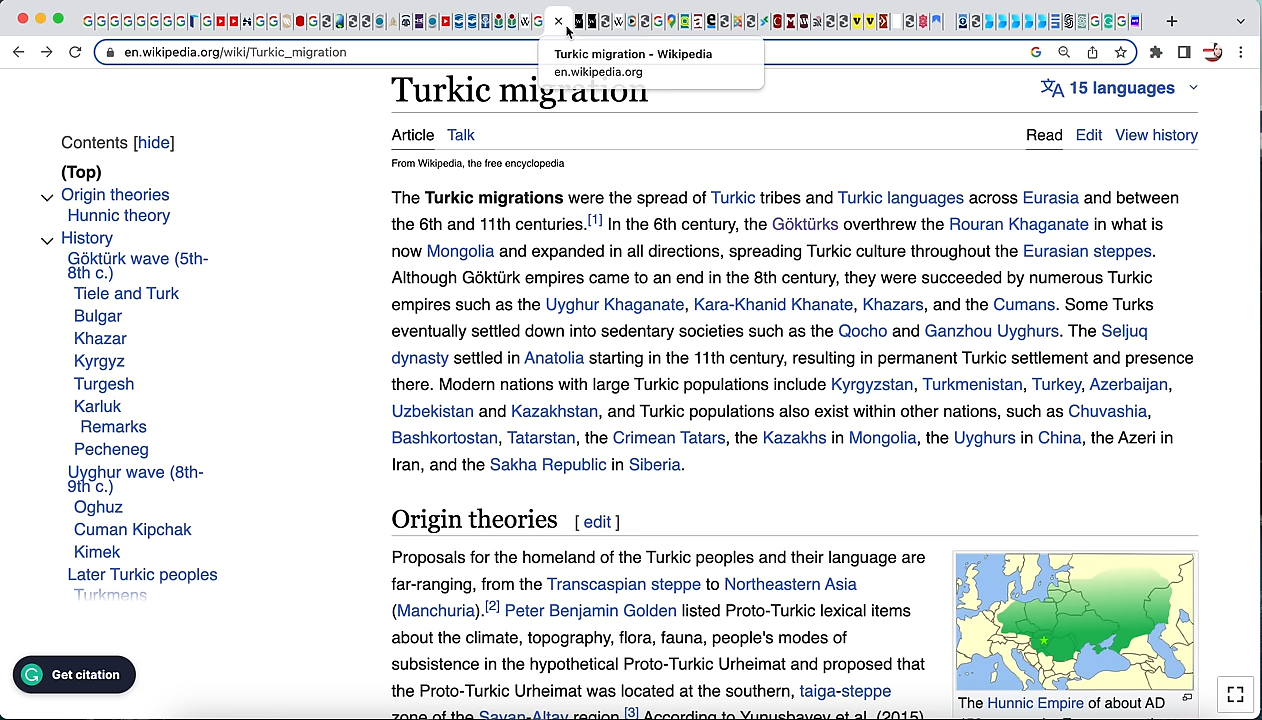 en.wikipedia.org/wiki/Turkic_migration
Turkic migration - Wikipedia
en.wikipedia.org
Turkic migration
15 languages
Contents [hide]
(Top)
Origin theories
Hunnic theory
History
Göktürk wave (5th-
8th c.)
Tiele and Turk
Bulgar
Khazar
Kyrgyz
Turgesh
Karluk
Remarks
Pecheneg
Uyghur wave (8th-
9th c.)
Oghuz
Cuman Kipchak
Kimek
Later Turkic peoples
Turkmens
Get citation
Article Talk
Read Edit View history
From Wikipedia, the free encyclopedia
The Turkic migrations were the spread of Turkic tribes and Turkic languages across Eurasia and between
the 6th and 11th centuries.[1] In the 6th century, the Göktürks overthrew the Rouran Khaganate in what is
now Mongolia and expanded in all directions, spreading Turkic culture throughout the Eurasian steppes.
Although Göktürk empires came to an end in the 8th century, they were succeeded by numerous Turkic
empires such as the Uyghur Khaganate, Kara-Khanid Khanate, Khazars, and the Cumans. Some Turks
eventually settled down into sedentary societies such as the Qocho and Ganzhou Uyghurs. The Seljuq
dynasty settled in Anatolia starting in the 11th century, resulting in permanent Turkic settlement and presence
there. Modern nations with large Turkic populations include Kyrgyzstan, Turkmenistan, Turkey, Azerbaijan,
Uzbekistan and Kazakhstan, and Turkic populations also exist within other nations, such as Chuvashia,
Bashkortostan, Tatarstan, the Crimean Tatars, the Kazakhs in Mongolia, the Uyghurs in China, the Azeri in
Iran, and the Sakha Republic in Siberia.
Origin theories [ edit ]
Proposals for the homeland of the Turkic peoples and their language are
far-ranging, from the Transcaspian steppe to Northeastern Asia
(Manchuria).[2] Peter Benjamin Golden listed Proto-Turkic lexical items
about the climate, topography, flora, fauna, people's modes of
subsistence in the hypothetical Proto-Turkic Urheimat and proposed that
the Proto-Turkic Urheimat was located at the southern, taiga-steppe
zone of the Sayan-Altay region.[3] According to Yunusbayev et al. (2015)
The Hunnic Empire of about AD